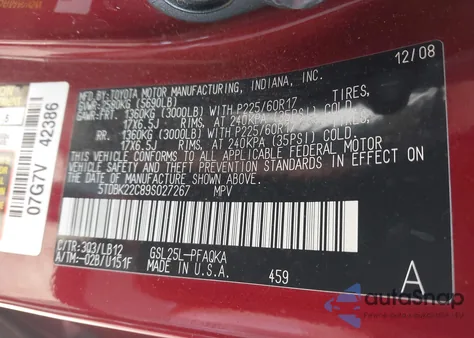 12/08
MFD. BY: TOYOTA MOTOR MANUFACTURING, INDIANA, INC.
GVWR: 2580KG (5690LB)
GAWR: FRT. 1360KG (3000LB) WITH P225/60R17 TIRES,
17X6.5J RIMS, AT 240KPA (35PSI) COLD.
RR. 1360KG (3000LB) WITH P225/60R17 TIRES,
17X6.5J RIMS, AT 240KPA (35PSI) COLD.
THIS VEHICLE CONFORMS TO ALL APPLICABLE FEDERAL MOTOR
VEHICLE SAFETY AND THEFT PREVENTION STANDARDS IN EFFECT
ON THE DATE OF MANUFACTURE SHOWN ABOVE.
5TDBK22C89S027267 MPV
C/TR: 3Q3/LB12 GSL25L-PFAQKA
A/TM:-02B/U151F MADE IN U.S.A. 459
A
07G7V 42386
autoSnap